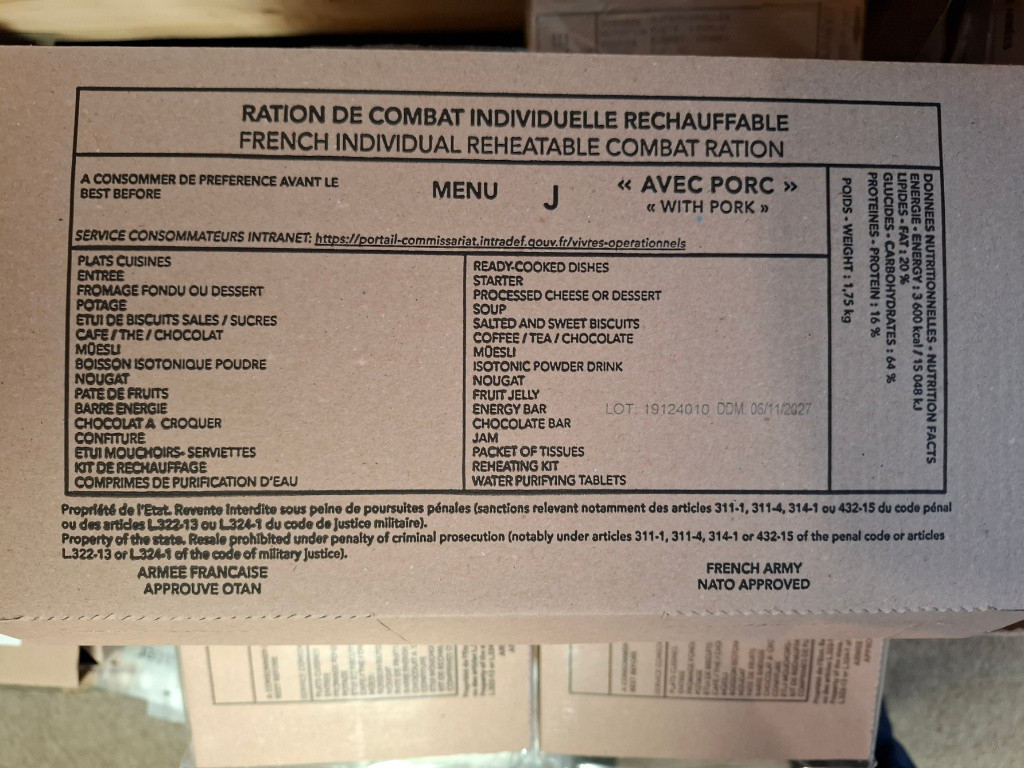 RATION DE COMBAT INDIVIDUELLE RECHAUFFABLE
FRENCH INDIVIDUAL REHEATABLE COMBAT RATION
A CONSOMMER DE PREFERENCE AVANT LE
BEST BEFORE
MENU J
« AVEC PORC »
« WITH PORK »
SERVICE CONSOMMATEURS INTRANET: https://portail-commissariat.intradef.gouv.fr/vivres-operationnels
PLATS CUISINES
ENTREE
FROMAGE FONDU OU DESSERT
POTAGE
ETUI DE BISCUITS SALES / SUCRES
CAFE / THE / CHOCOLAT
MÜESLI
BOISSON ISOTONIQUE POUDRE
NOUGAT
PATE DE FRUITS
BARRE ENERGIE
CHOCOLAT A CROQUER
CONFITURE
ETUI MOUCHOIRS- SERVIETTES
KIT DE RECHAUFFAGE
COMPRIMES DE PURIFICATION D'EAU
READY-COOKED DISHES
STARTER
PROCESSED CHEESE OR DESSERT
SOUP
SALTED AND SWEET BISCUITS
COFFEE / TEA / CHOCOLATE
MÜESLI
ISOTONIC POWDER DRINK
NOUGAT
FRUIT JELLY
ENERGY BAR
CHOCOLATE BAR
JAM
PACKET OF TISSUES
REHEATING KIT
WATER PURIFYING TABLETS
LOT: 19124010 DDM. 06/11/2027
DONNEES NUTRITIONNELLES - NUTRITION FACTS
ENERGIE - ENERGY : 3 600 kcal / 15 048 kJ
LIPIDES - FAT : 20 %
GLUCIDES - CARBOHYDRATES : 64 %
PROTEINES - PROTEIN : 16 %
POIDS - WEIGHT : 1,75 kg
Propriété de l'Etat. Revente Interdite sous peine de poursuites pénales (sanctions relevant notamment des articles 311-1, 311-4, 314-1 ou 432-15 du code pénal
ou des articles L.322-13 ou L.324-1 du code de justice militaire).
Property of the state. Resale prohibited under penalty of criminal prosecution (notably under articles 311-1, 311-4, 314-1 or 432-15 of the penal code or articles
L.322-13 or L.324-1 of the code of military justice).
ARMEE FRANCAISE
APPROUVE OTAN
FRENCH ARMY
NATO APPROVED